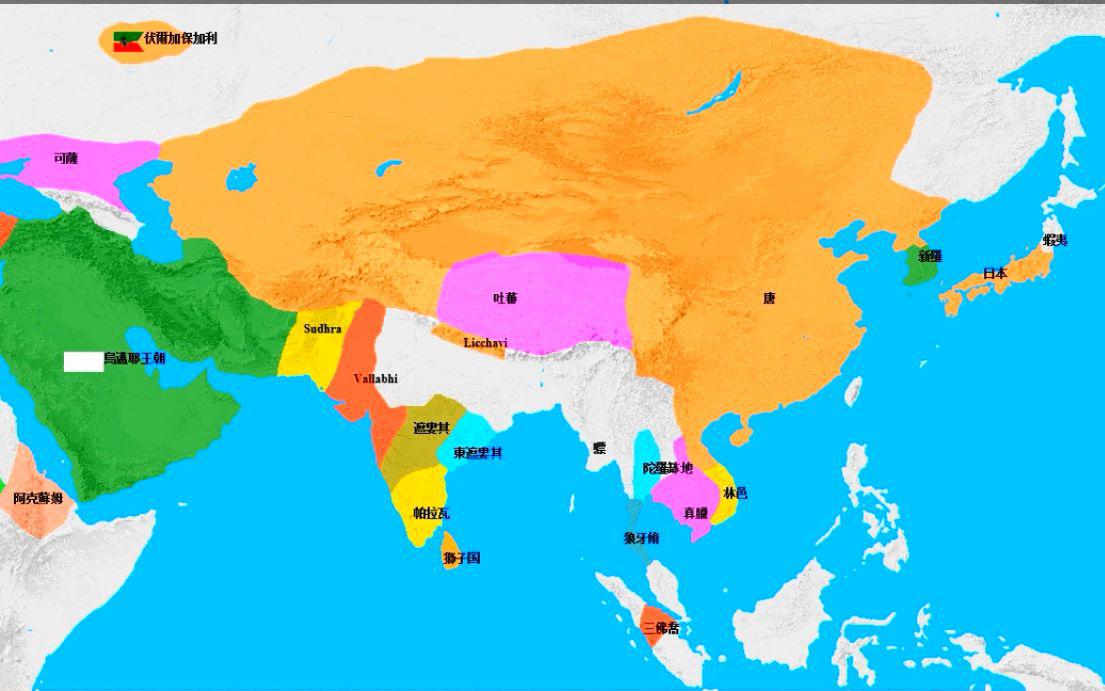 伏爾加保加利
可薩
蝦夷
新羅
日本
吐蕃
唐
Sudhra
Licchavi
烏邁耶王朝
Vallabhi
遮婁其
東遮婁其
驃
陀羅缽地
阿克蘇姆
林邑
帕拉瓦
真臘
狼牙脩
獅子国
三佛喬